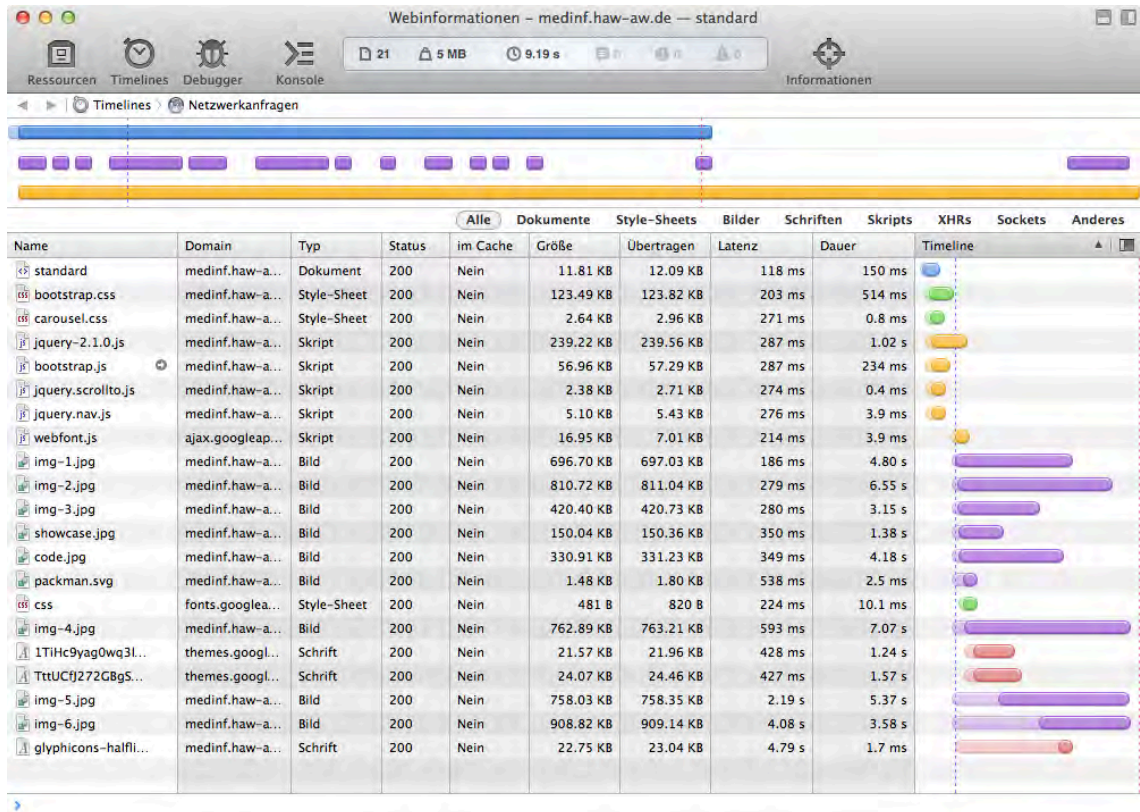 Webinformationen – medinf.haw-aw.de — standard
Ressourcen Timelines Debugger Konsole 21 5 MB 9.19 s 0 0 0 Informationen
Timelines Netzwerkanfragen
Alle Dokumente Style-Sheets Bilder Schriften Skripts XHRs Sockets Anderes
Name Domain Typ Status im Cache Größe Übertragen Latenz Dauer Timeline
standard medinf.haw-a... Dokument 200 Nein 11.81 KB 12.09 KB 118 ms 150 ms
css bootstrap.css medinf.haw-a... Style-Sheet 200 Nein 123.49 KB 123.82 KB 203 ms 514 ms
css carousel.css medinf.haw-a... Style-Sheet 200 Nein 2.64 KB 2.96 KB 271 ms 0.8 ms
js jquery-2.1.0.js medinf.haw-a... Skript 200 Nein 239.22 KB 239.56 KB 287 ms 1.02 s
js bootstrap.js medinf.haw-a... Skript 200 Nein 56.96 KB 57.29 KB 287 ms 234 ms
js jquery.scrollto.js medinf.haw-a... Skript 200 Nein 2.38 KB 2.71 KB 274 ms 0.4 ms
js jquery.nav.js medinf.haw-a... Skript 200 Nein 5.10 KB 5.43 KB 276 ms 3.9 ms
js webfont.js ajax.googleap... Skript 200 Nein 16.95 KB 7.01 KB 214 ms 3.9 ms
img-1.jpg medinf.haw-a... Bild 200 Nein 696.70 KB 697.03 KB 186 ms 4.80 s
img-2.jpg medinf.haw-a... Bild 200 Nein 810.72 KB 811.04 KB 279 ms 6.55 s
img-3.jpg medinf.haw-a... Bild 200 Nein 420.40 KB 420.73 KB 280 ms 3.15 s
showcase.jpg medinf.haw-a... Bild 200 Nein 150.04 KB 150.36 KB 350 ms 1.38 s
code.jpg medinf.haw-a... Bild 200 Nein 330.91 KB 331.23 KB 349 ms 4.18 s
packman.svg medinf.haw-a... Bild 200 Nein 1.48 KB 1.80 KB 538 ms 2.5 ms
css css fonts.googlea... Style-Sheet 200 Nein 481 B 820 B 224 ms 10.1 ms
img-4.jpg medinf.haw-a... Bild 200 Nein 762.89 KB 763.21 KB 593 ms 7.07 s
A 1TiHc9yag0wq3l... themes.googl... Schrift 200 Nein 21.57 KB 21.96 KB 428 ms 1.24 s
A TttUCfJ272GBgS... themes.googl... Schrift 200 Nein 24.07 KB 24.46 KB 427 ms 1.57 s
img-5.jpg medinf.haw-a... Bild 200 Nein 758.03 KB 758.35 KB 2.19 s 5.37 s
img-6.jpg medinf.haw-a... Bild 200 Nein 908.82 KB 909.14 KB 4.08 s 3.58 s
A glyphicons-halfli... medinf.haw-a... Schrift 200 Nein 22.75 KB 23.04 KB 4.79 s 1.7 ms